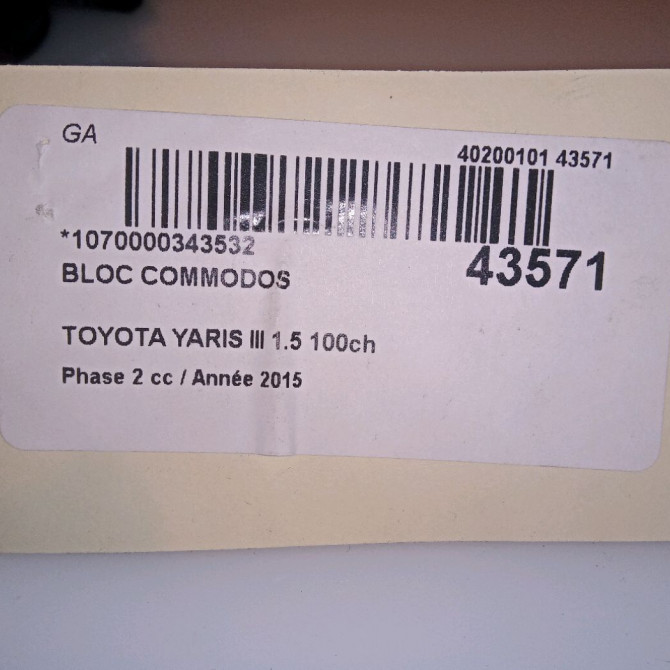 GA
40200101 43571
*1070000343532
43571
BLOC COMMODOS
TOYOTA YARIS III 1.5 100ch
Phase 2 cc / Année 2015